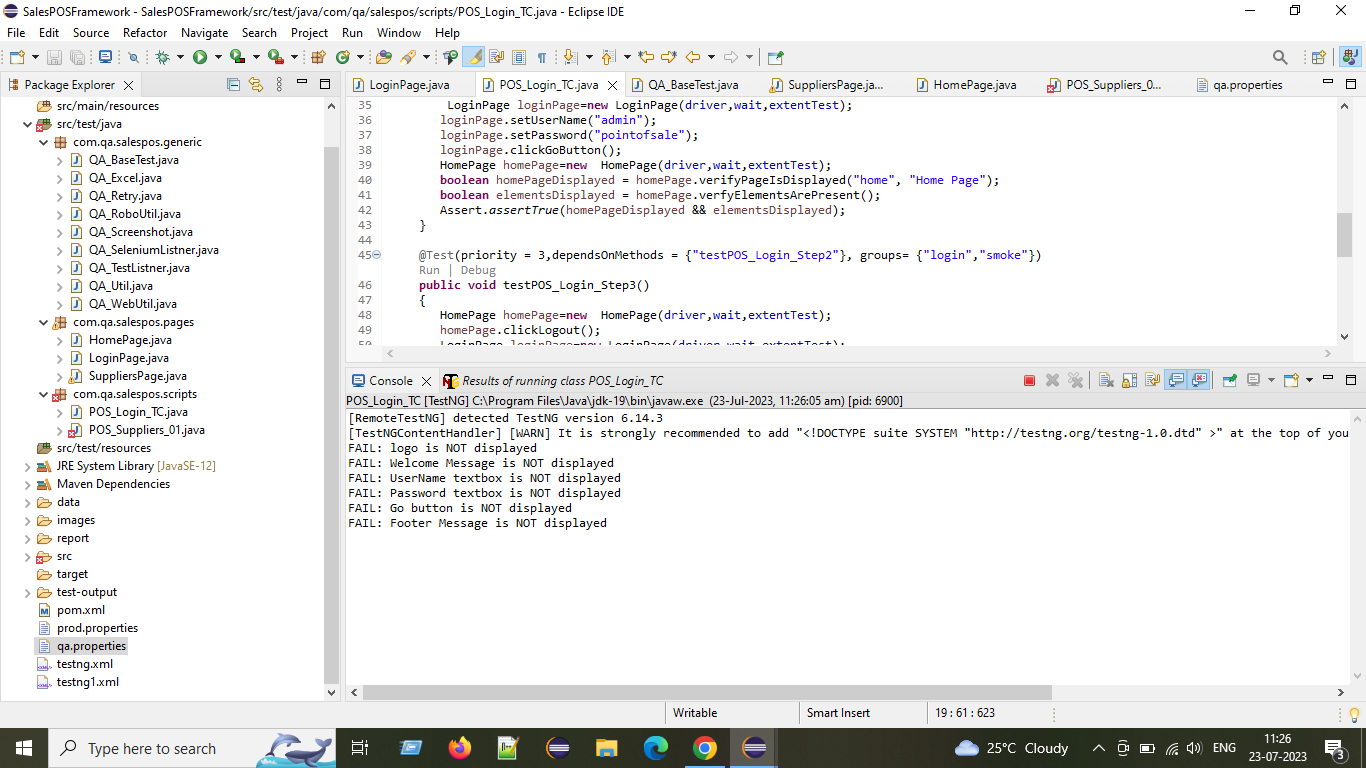 SalesPOSFramework - SalesPOSFramework/src/test/java/com/qa/salespos/scripts/POS_Login_TC.java - Eclipse IDE
File Edit Source Refactor Navigate Search Project Run Window Help
Package Explorer
src/main/resources
src/test/java
com.qa.salespos.generic
QA_BaseTest.java
QA_Excel.java
QA_Retry.java
QA_RoboUtil.java
QA_Screenshot.java
QA_SeleniumListner.java
QA_TestListner.java
QA_Util.java
QA_WebUtil.java
com.qa.salespos.pages
HomePage.java
LoginPage.java
SuppliersPage.java
com.qa.salespos.scripts
POS_Login_TC.java
POS_Suppliers_01.java
src/test/resources
JRE System Library [JavaSE-12]
Maven Dependencies
data
images
report
src
target
test-output
pom.xml
prod.properties
qa.properties
testng.xml
testng1.xml
LoginPage.java POS_Login_TC.java QA_BaseTest.java SuppliersPage.ja... HomePage.java POS_Suppliers_0... qa.properties
35 LoginPage loginPage=new LoginPage(driver,wait,extentTest);
36 loginPage.setUserName("admin");
37 loginPage.setPassword("pointofsale");
38 loginPage.clickGoButton();
39 HomePage homePage=new  HomePage(driver,wait,extentTest);
40 boolean homePageDisplayed = homePage.verifyPageIsDisplayed("home", "Home Page");
41 boolean elementsDisplayed = homePage.verfyElementsArePresent();
42 Assert.assertTrue(homePageDisplayed && elementsDisplayed);
43 }
44
45 @Test(priority = 3,dependsOnMethods = {"testPOS_Login_Step2"}, groups= {"login","smoke"})
Run | Debug
46 public void testPOS_Login_Step3()
47 {
48 HomePage homePage=new  HomePage(driver,wait,extentTest);
49 homePage.clickLogout();
50 LoginPage loginPage=new LoginPage(driver,wait,extentTest);
Console Results of running class POS_Login_TC
POS_Login_TC [TestNG] C:\Program Files\Java\jdk-19\bin\javaw.exe (23-Jul-2023, 11:26:05 am) [pid: 6900]
[RemoteTestNG] detected TestNG version 6.14.3
[TestNGContentHandler] [WARN] It is strongly recommended to add "<!DOCTYPE suite SYSTEM "http://testng.org/testng-1.0.dtd" >" at the top of you
FAIL: logo is NOT displayed
FAIL: Welcome Message is NOT displayed
FAIL: UserName textbox is NOT displayed
FAIL: Password textbox is NOT displayed
FAIL: Go button is NOT displayed
FAIL: Footer Message is NOT displayed
Writable Smart Insert 19 : 61 : 623
Type here to search
25°C Cloudy
ENG
11:26
23-07-2023
3